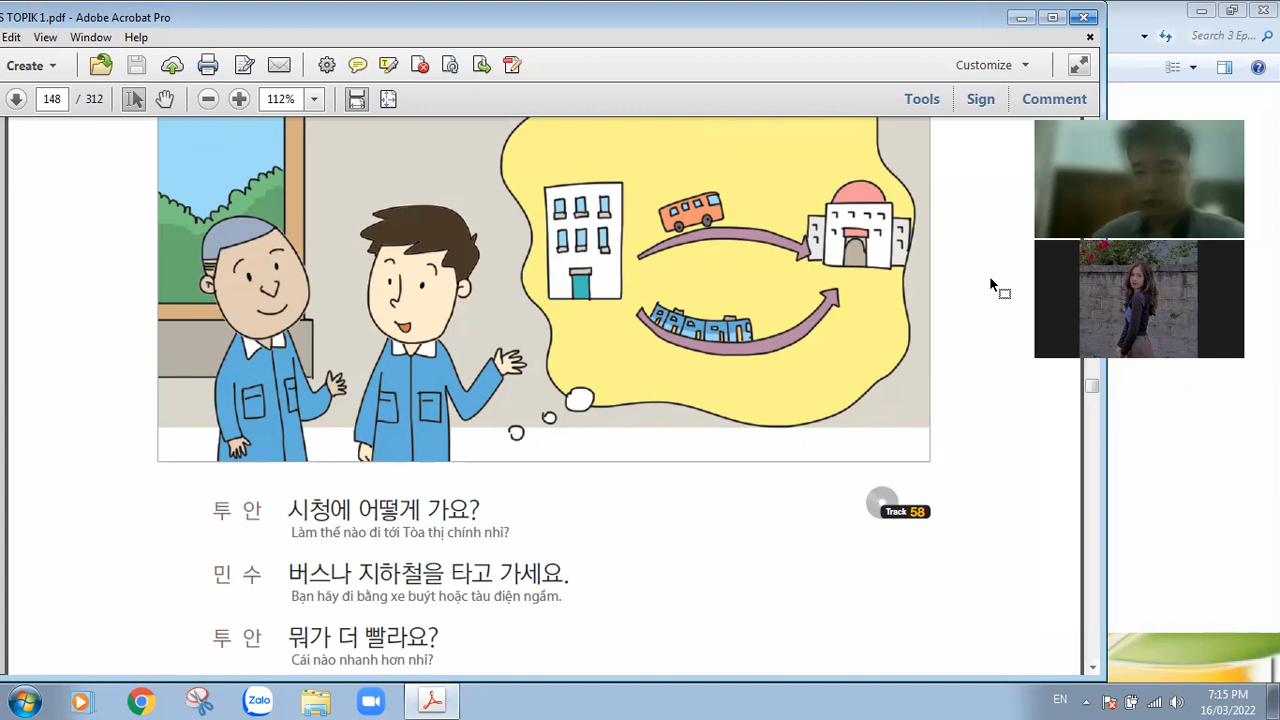 S TOPIK 1.pdf - Adobe Acrobat Pro
Edit View Window Help
Search 3 Ep...
Create
Customize
148 / 312
112%
Tools Sign Comment
투 안 시청에 어떻게 가요?
Làm thế nào đi tới Tòa thị chính nhỉ?
Track 58
민 수 버스나 지하철을 타고 가세요.
Bạn hãy đi bằng xe buýt hoặc tàu điện ngầm.
투 안 뭐가 더 빨라요?
Cái nào nhanh hơn nhỉ?
Zalo
EN
7:15 PM
16/03/2022